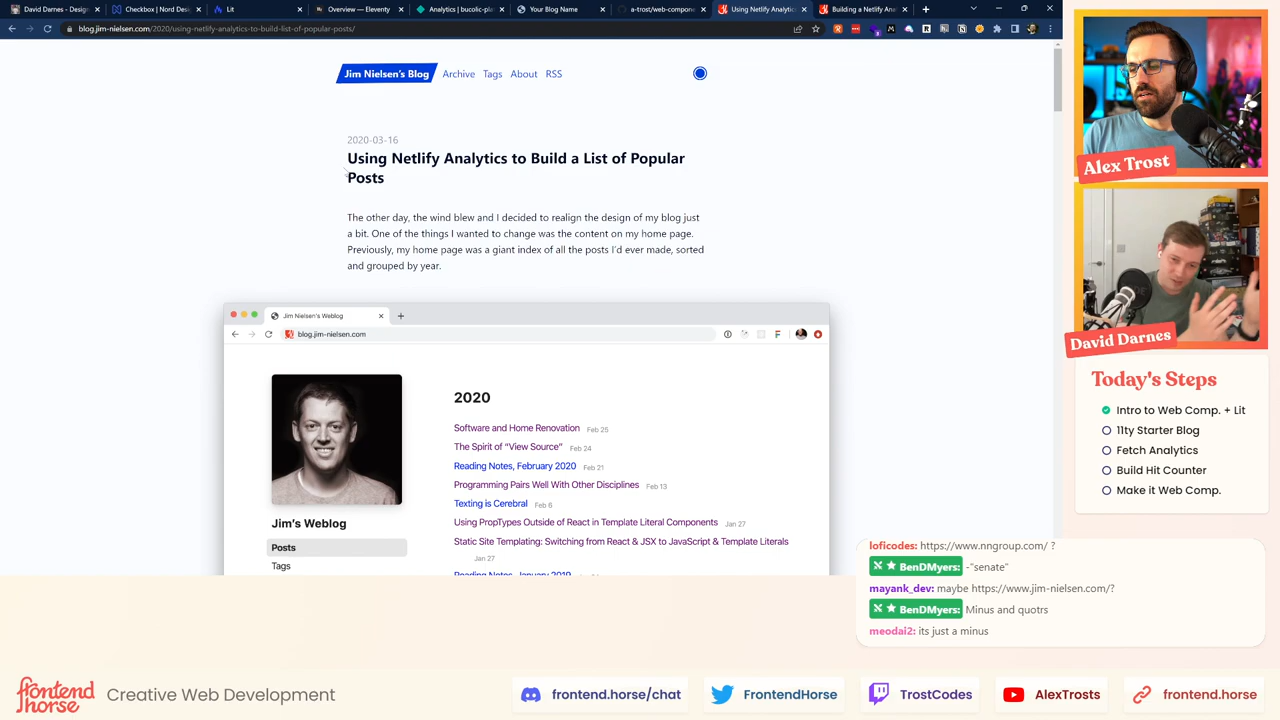 David Darnes - Design
Checkbox | Nord Des
Lit
Overview — Eleventy
Analytics | bucolic-pl
Your Blog Name
a-trost/web-compon
Using Netlify Analytic
Building a Netlify An
blog.jim-nielsen.com/2020/using-netlify-analytics-to-build-list-of-popular-posts/
Jim Nielsen's Blog
Archive
Tags
About
RSS
2020-03-16
Using Netlify Analytics to Build a List of Popular
Posts
The other day, the wind blew and I decided to realign the design of my blog just
a bit. One of the things I wanted to change was the content on my home page.
Previously, my home page was a giant index of all the posts I'd ever made, sorted
and grouped by year.
Jim Nielsen's Weblog
blog.jim-nielsen.com
2020
Software and Home Renovation Feb 25
The Spirit of "View Source" Feb 24
Reading Notes, February 2020 Feb 21
Programming Pairs Well With Other Disciplines Feb 13
Texting is Cerebral Feb 6
Using PropTypes Outside of React in Template Literal Components Jan 27
Static Site Templating: Switching from React & JSX to JavaScript & Template Literals
Jan 27
Reading Notes, January 2019
Jim's Weblog
Posts
Tags
Alex Trost
David Darnes
Today's Steps
Intro to Web Comp. + Lit
11ty Starter Blog
Fetch Analytics
Build Hit Counter
Make it Web Comp.
loficodes: https://www.nngroup.com/ ?
BenDMyers: -"senate"
mayank_dev: maybe https://www.jim-nielsen.com/?
BenDMyers: Minus and quotrs
meodai2: its just a minus
frontend
horse
Creative Web Development
frontend.horse/chat
FrontendHorse
TrostCodes
AlexTrosts
frontend.horse